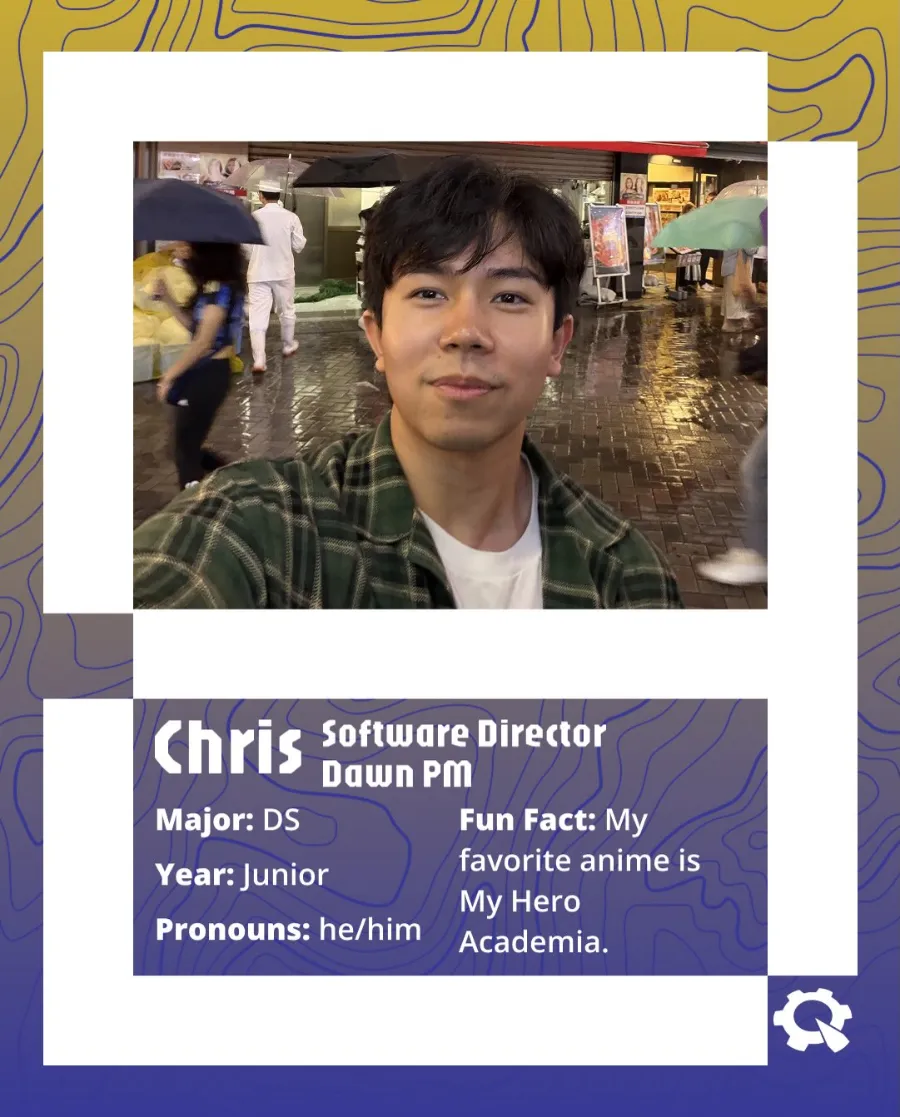 Chris
Software Director
Dawn PM
Major: DS
Year: Junior
Pronouns: he/him
Fun Fact: My
favorite anime is
My Hero
Academia.